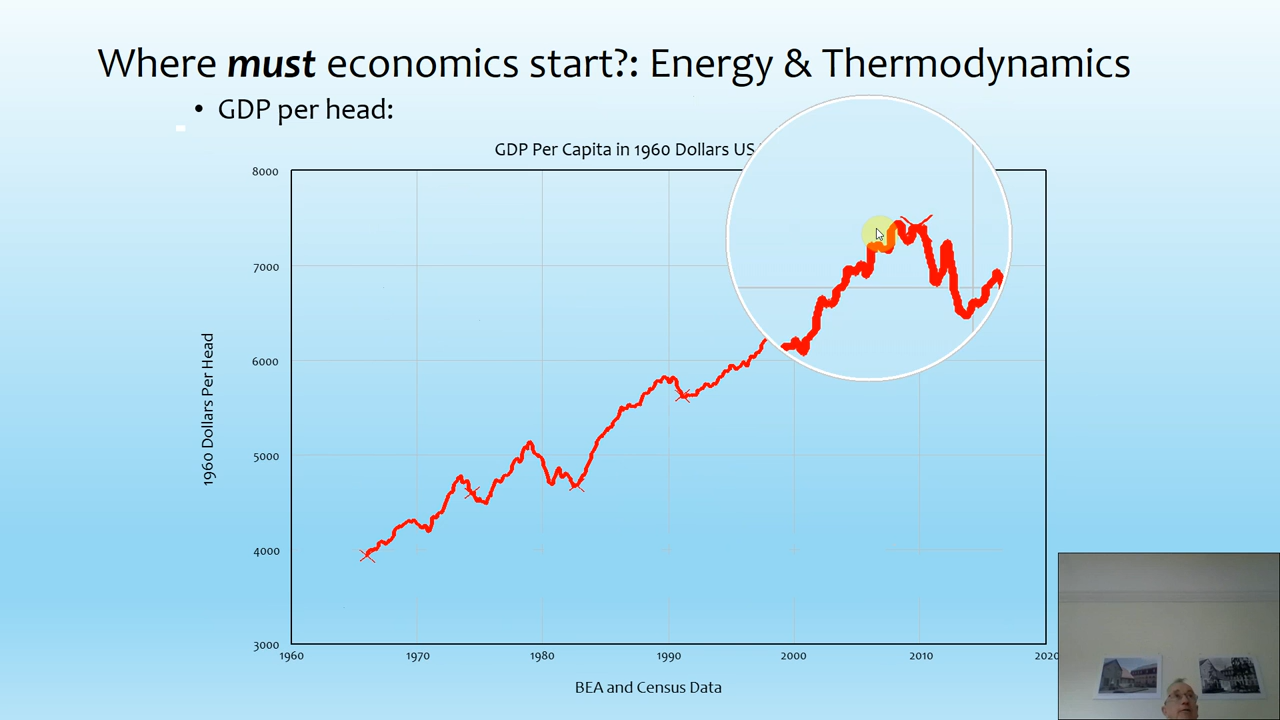 Where must economics start?: Energy & Thermodynamics
• GDP per head:
GDP Per Capita in 1960 Dollars US
8000
7000
6000
5000
4000
3000
1960 Dollars Per Head
1960 1970 1980 1990 2000 2010 2020
BEA and Census Data